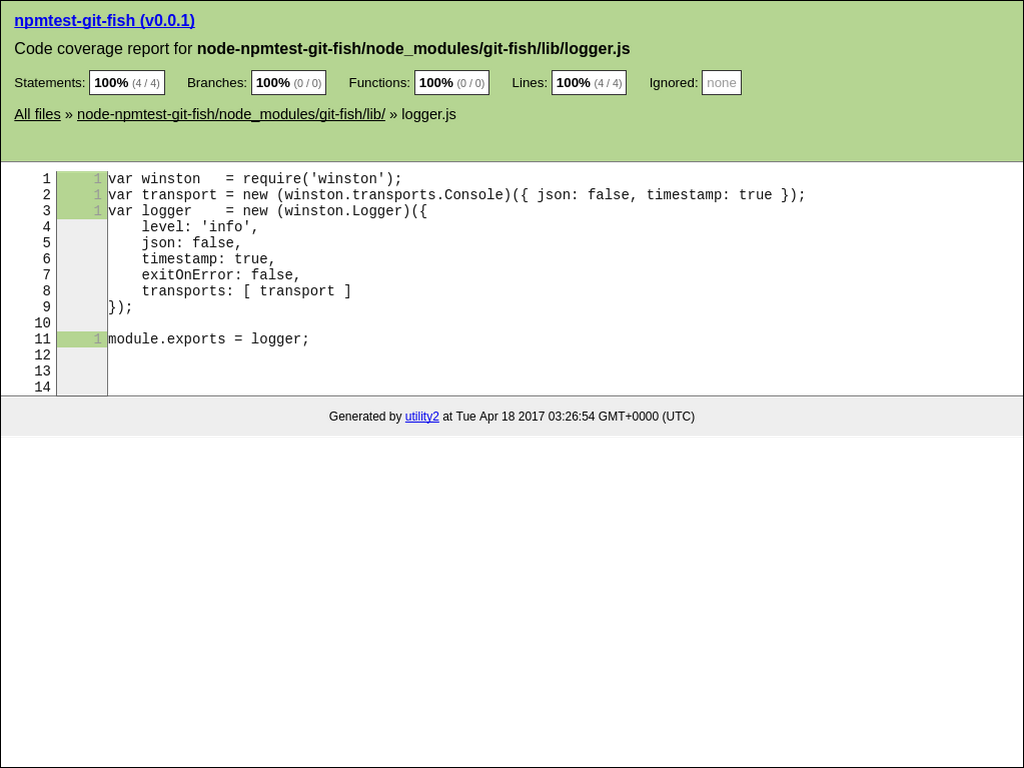 npmtest-git-fish (v0.0.1)
Code coverage report for node-npmtest-git-fish/node_modules/git-fish/lib/logger.js
Statements: 100% (4 / 4) Branches: 100% (0 / 0) Functions: 100% (0 / 0) Lines: 100% (4 / 4) Ignored: none
All files » node-npmtest-git-fish/node_modules/git-fish/lib/ » logger.js
1 1 var winston   = require('winston');
2 1 var transport = new (winston.transports.Console)({ json: false, timestamp: true });
3 1 var logger    = new (winston.Logger)({
4     level: 'info',
5     json: false,
6     timestamp: true,
7     exitOnError: false,
8     transports: [ transport ]
9 });
10
11 1 module.exports = logger;
12
13
14
Generated by utility2 at Tue Apr 18 2017 03:26:54 GMT+0000 (UTC)